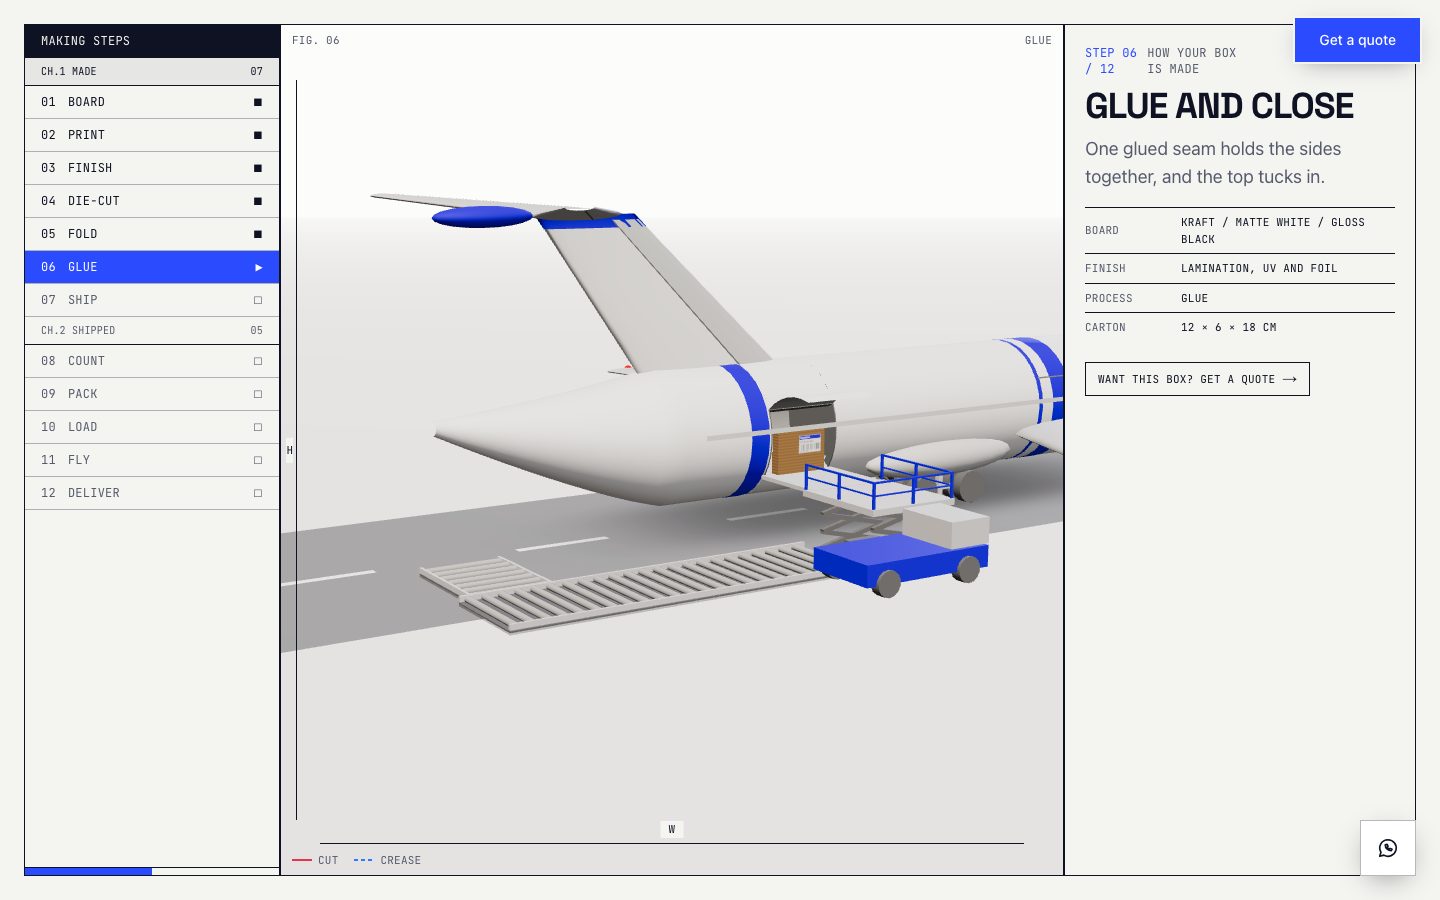 MAKING STEPS
CH.1 MADE 07
01 BOARD
02 PRINT
03 FINISH
04 DIE-CUT
05 FOLD
06 GLUE
07 SHIP
CH.2 SHIPPED 05
08 COUNT
09 PACK
10 LOAD
11 FLY
12 DELIVER
FIG. 06
GLUE
H
W
CUT CREASE
Get a quote
STEP 06 / 12
HOW YOUR BOX IS MADE
GLUE AND CLOSE
One glued seam holds the sides
together, and the top tucks in.
BOARD KRAFT / MATTE WHITE / GLOSS
BLACK
FINISH LAMINATION, UV AND FOIL
PROCESS GLUE
CARTON 12 × 6 × 18 CM
WANT THIS BOX? GET A QUOTE →